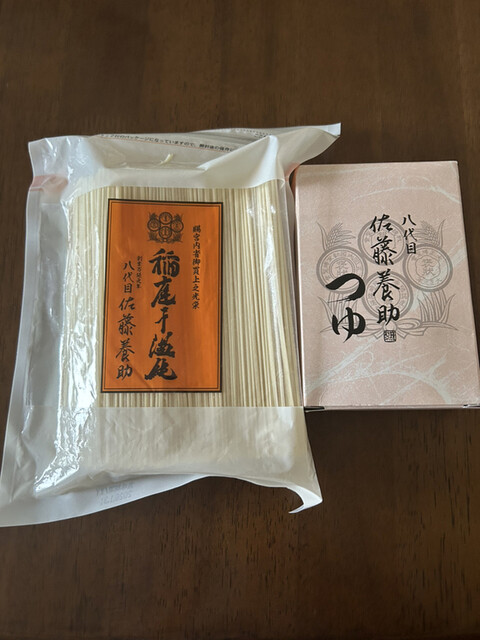 賜宮内省御買上之光栄
稲庭干饂飩
八代目 佐藤養助
八代目
佐藤養助
つゆ